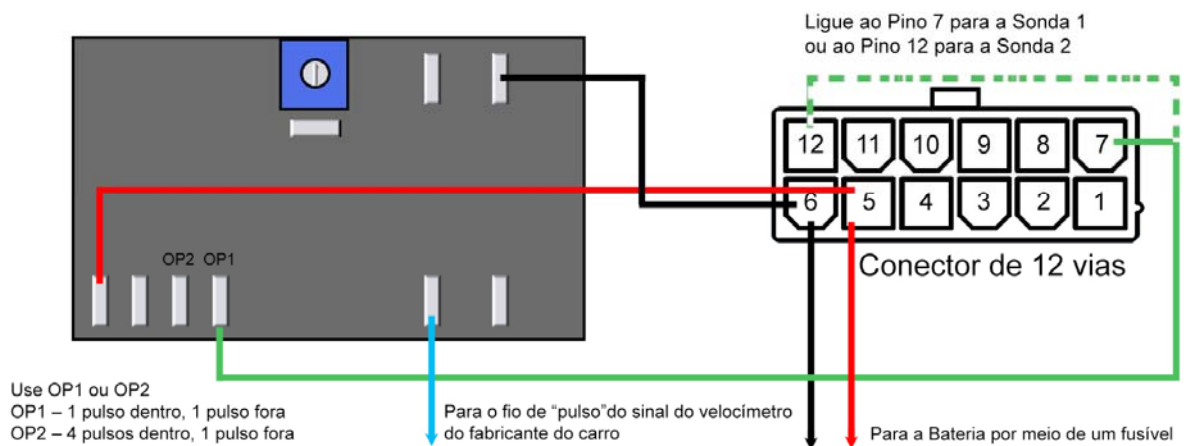 Ligue ao Pino 7 para a Sonda 1
ou ao Pino 12 para a Sonda 2
12 11 10 9 8 7
6 5 4 3 2 1
Conector de 12 vias
OP2 OP1
Use OP1 ou OP2
OP1 – 1 pulso dentro, 1 pulso fora
OP2 – 4 pulsos dentro, 1 pulso fora
Para o fio de “pulso”do sinal do velocímetro
do fabricante do carro
Para a Bateria por meio de um fusível